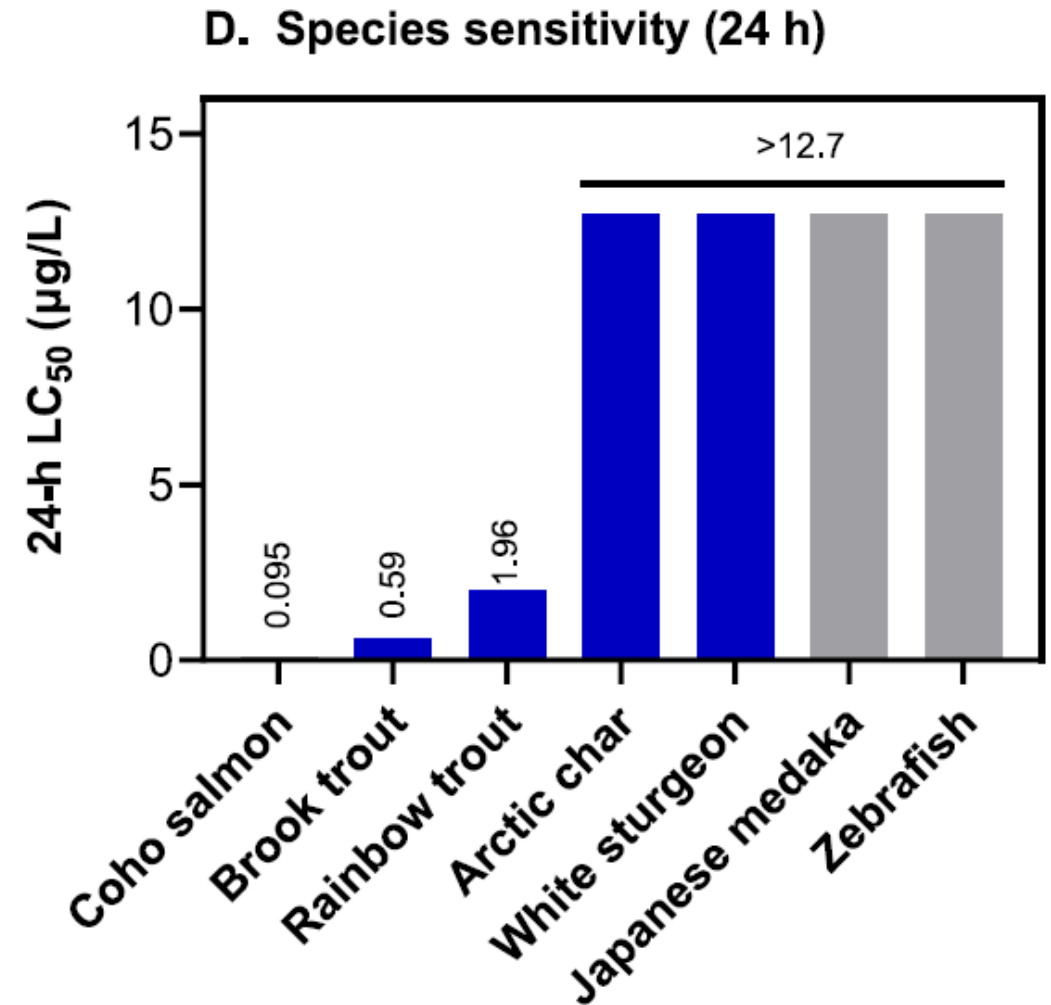 D. Species sensitivity (24 h)
24-h LC₅₀ (µg/L)
15
10
5
0
>12.7
0.095
0.59
1.96
Coho salmon
Brook trout
Rainbow trout
Arctic char
White sturgeon
Japanese medaka
Zebrafish